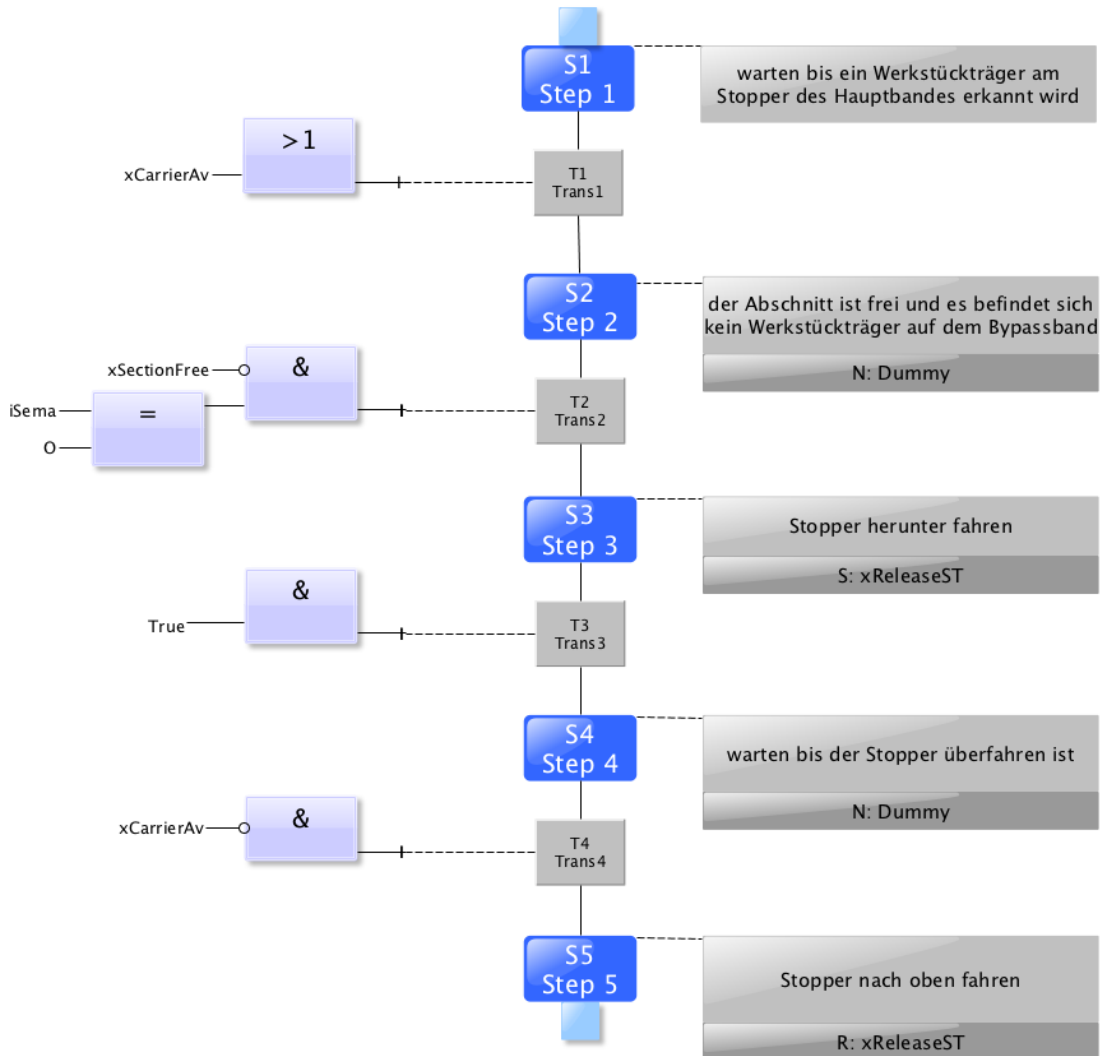 S1
Step 1
warten bis ein Werkstückträger am
Stopper des Hauptbandes erkannt wird
>1
xCarrierAv
T1
Trans1
S2
Step 2
der Abschnitt ist frei und es befindet sich
kein Werkstückträger auf dem Bypassband
N: Dummy
xSectionFree
&
iSema
=
O
T2
Trans2
S3
Step 3
Stopper herunter fahren
S: xReleaseST
&
True
T3
Trans3
S4
Step 4
warten bis der Stopper überfahren ist
N: Dummy
xCarrierAv
&
T4
Trans4
S5
Step 5
Stopper nach oben fahren
R: xReleaseST